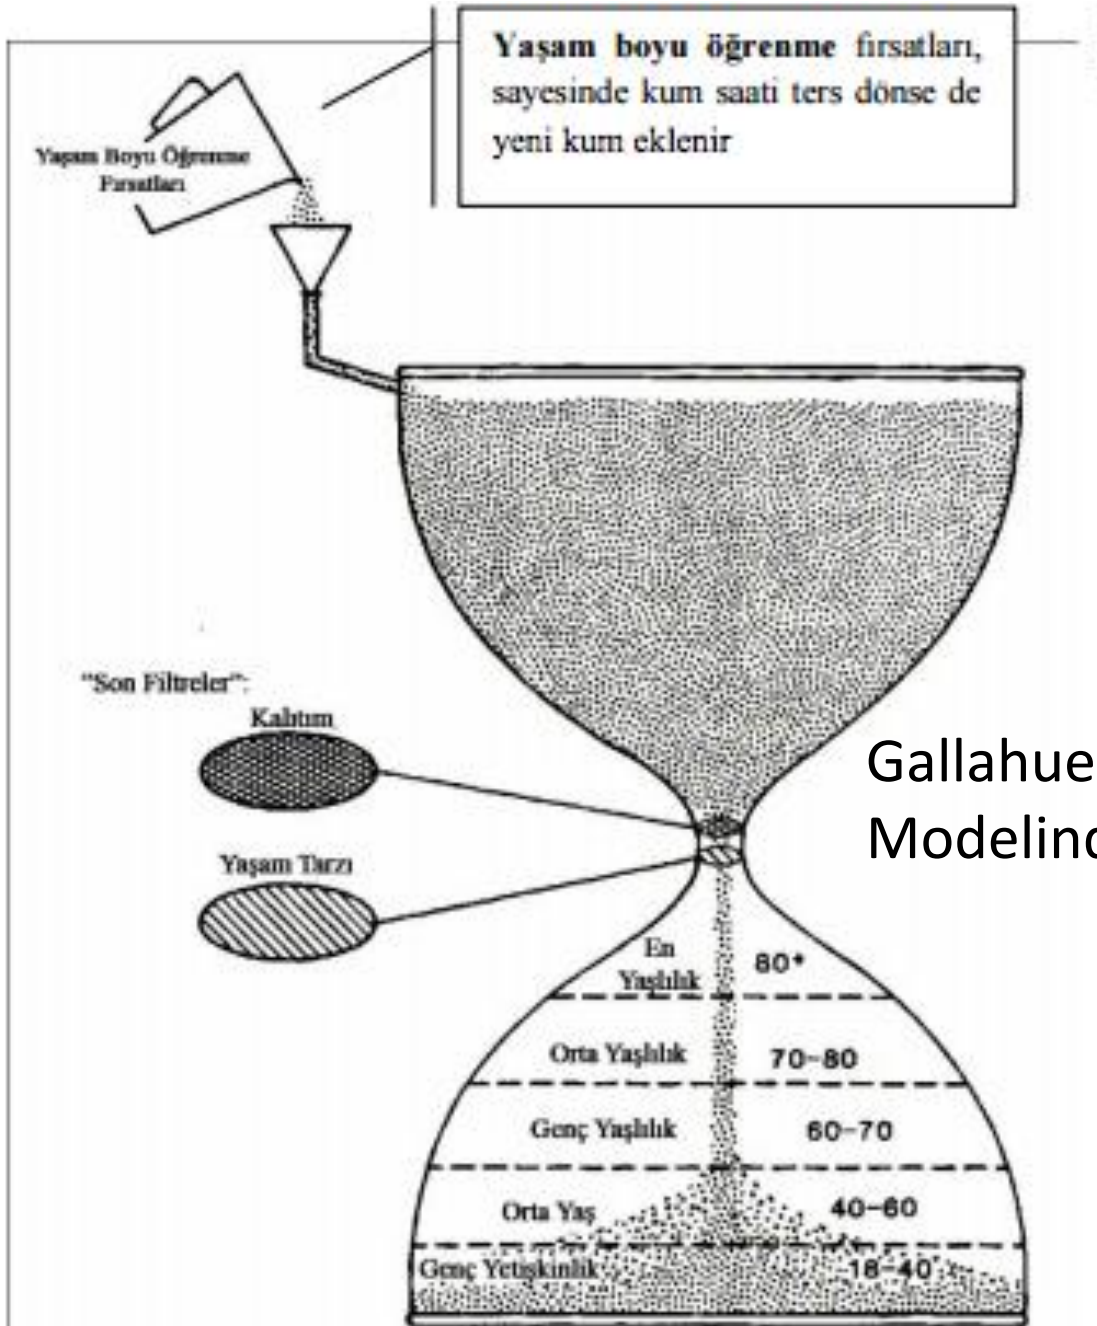 Yaşam boyu öğrenme fırsatları,
sayesinde kum saati ters dönse de
yeni kum eklenir
Yaşam Boyu Öğrenme
Fırsatları
"Son Filtreler":
Kalıtım
Yaşam Tarzı
Gallahue
Modelin
En
Yaşlılık 80+
Orta Yaşlılık 70-80
Genç Yaşlılık 60-70
Orta Yaş 40-60
Genç Yetişkinlik 18-40